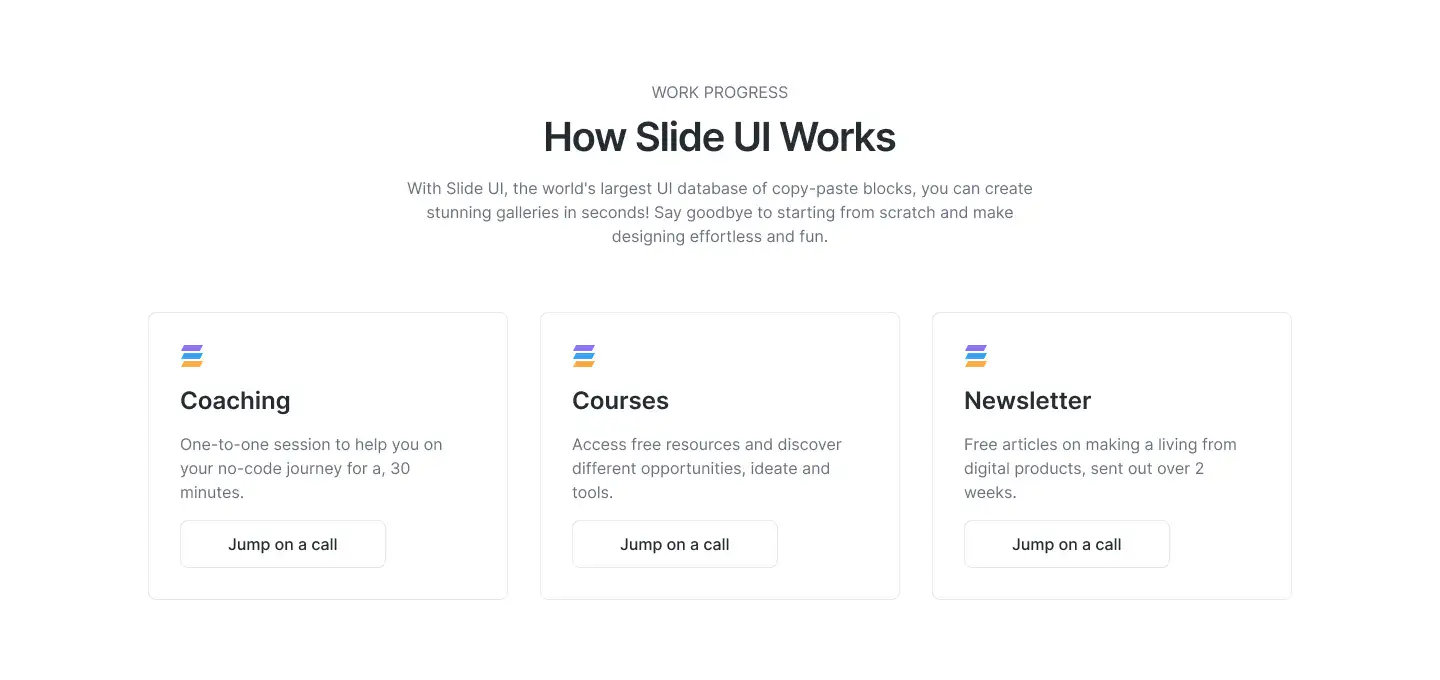 WORK PROGRESS
How Slide UI Works
With Slide UI, the world's largest UI database of copy-paste blocks, you can create
stunning galleries in seconds! Say goodbye to starting from scratch and make
designing effortless and fun.
Coaching
One-to-one session to help you on
your no-code journey for a, 30
minutes.
Jump on a call
Courses
Access free resources and discover
different opportunities, ideate and
tools.
Jump on a call
Newsletter
Free articles on making a living from
digital products, sent out over 2
weeks.
Jump on a call